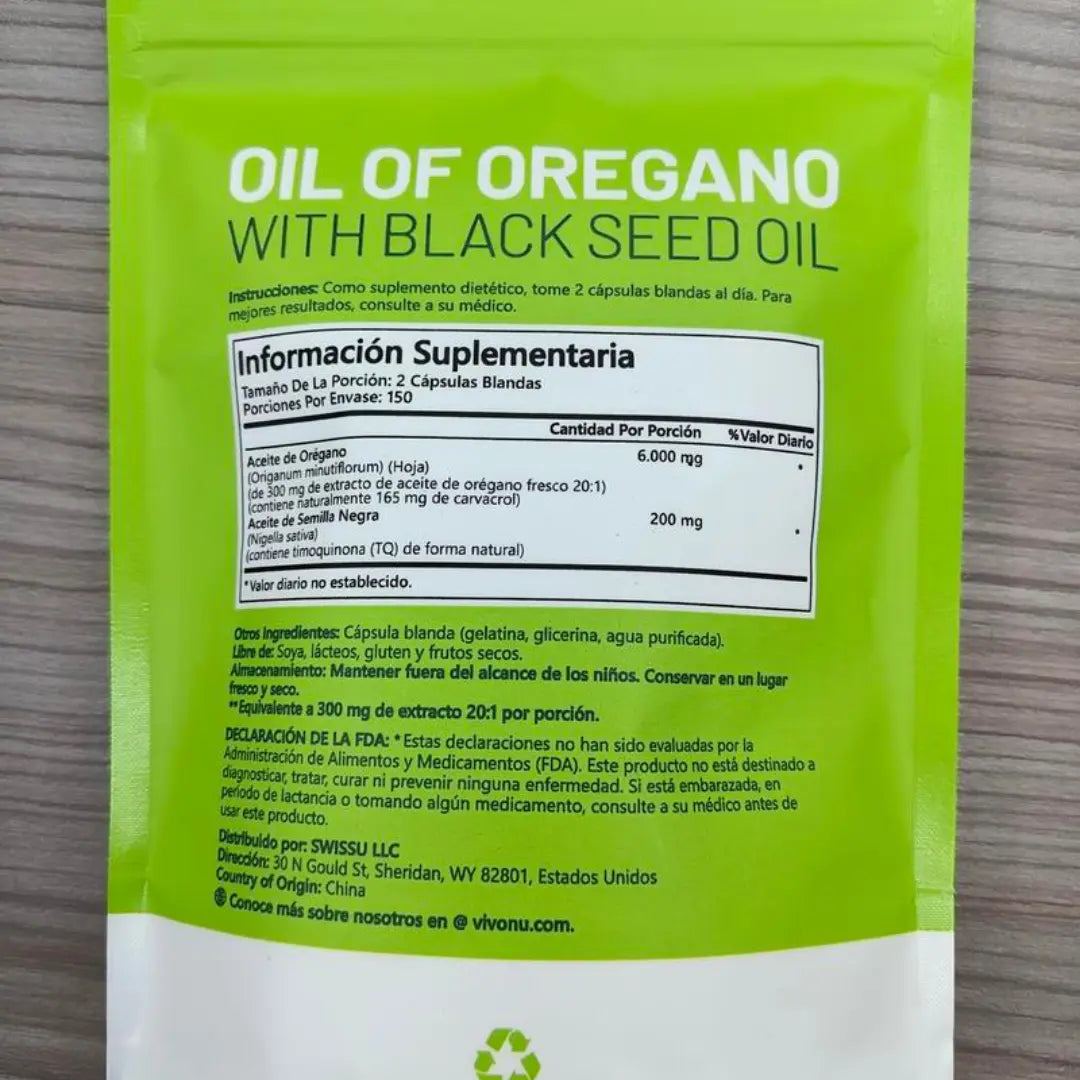 OIL OF OREGANO
WITH BLACK SEED OIL
Instrucciones: Como suplemento dietético, tome 2 cápsulas blandas al día. Para
mejores resultados, consulte a su médico.
Información Suplementaria
Tamaño De La Porción: 2 Cápsulas Blandas
Porciones Por Envase: 150
Cantidad Por Porción %Valor Diario
Aceite de Orégano 6.000 mg *
(Origanum minutiflorum) (Hoja)
(de 300 mg de extracto de aceite de orégano fresco 20:1)
(contiene naturalmente 165 mg de carvacrol)
Aceite de Semilla Negra 200 mg *
(Nigella sativa)
(contiene timoquinona (TQ) de forma natural)
*Valor diario no establecido.
Otros Ingredientes: Cápsula blanda (gelatina, glicerina, agua purificada).
Libre de: Soya, lácteos, gluten y frutos secos.
Almacenamiento: Mantener fuera del alcance de los niños. Conservar en un lugar
fresco y seco.
**Equivalente a 300 mg de extracto 20:1 por porción.
DECLARACIÓN DE LA FDA: *Estas declaraciones no han sido evaluadas por la
Administración de Alimentos y Medicamentos (FDA). Este producto no está destinado a
diagnosticar, tratar, curar ni prevenir ninguna enfermedad. Si está embarazada, en
período de lactancia o tomando algún medicamento, consulte a su médico antes de
usar este producto.
Distribuido por: SWISSU LLC
Dirección: 30 N Gould St, Sheridan, WY 82801, Estados Unidos
Country of Origin: China
Conoce más sobre nosotros en @ vivonu.com.